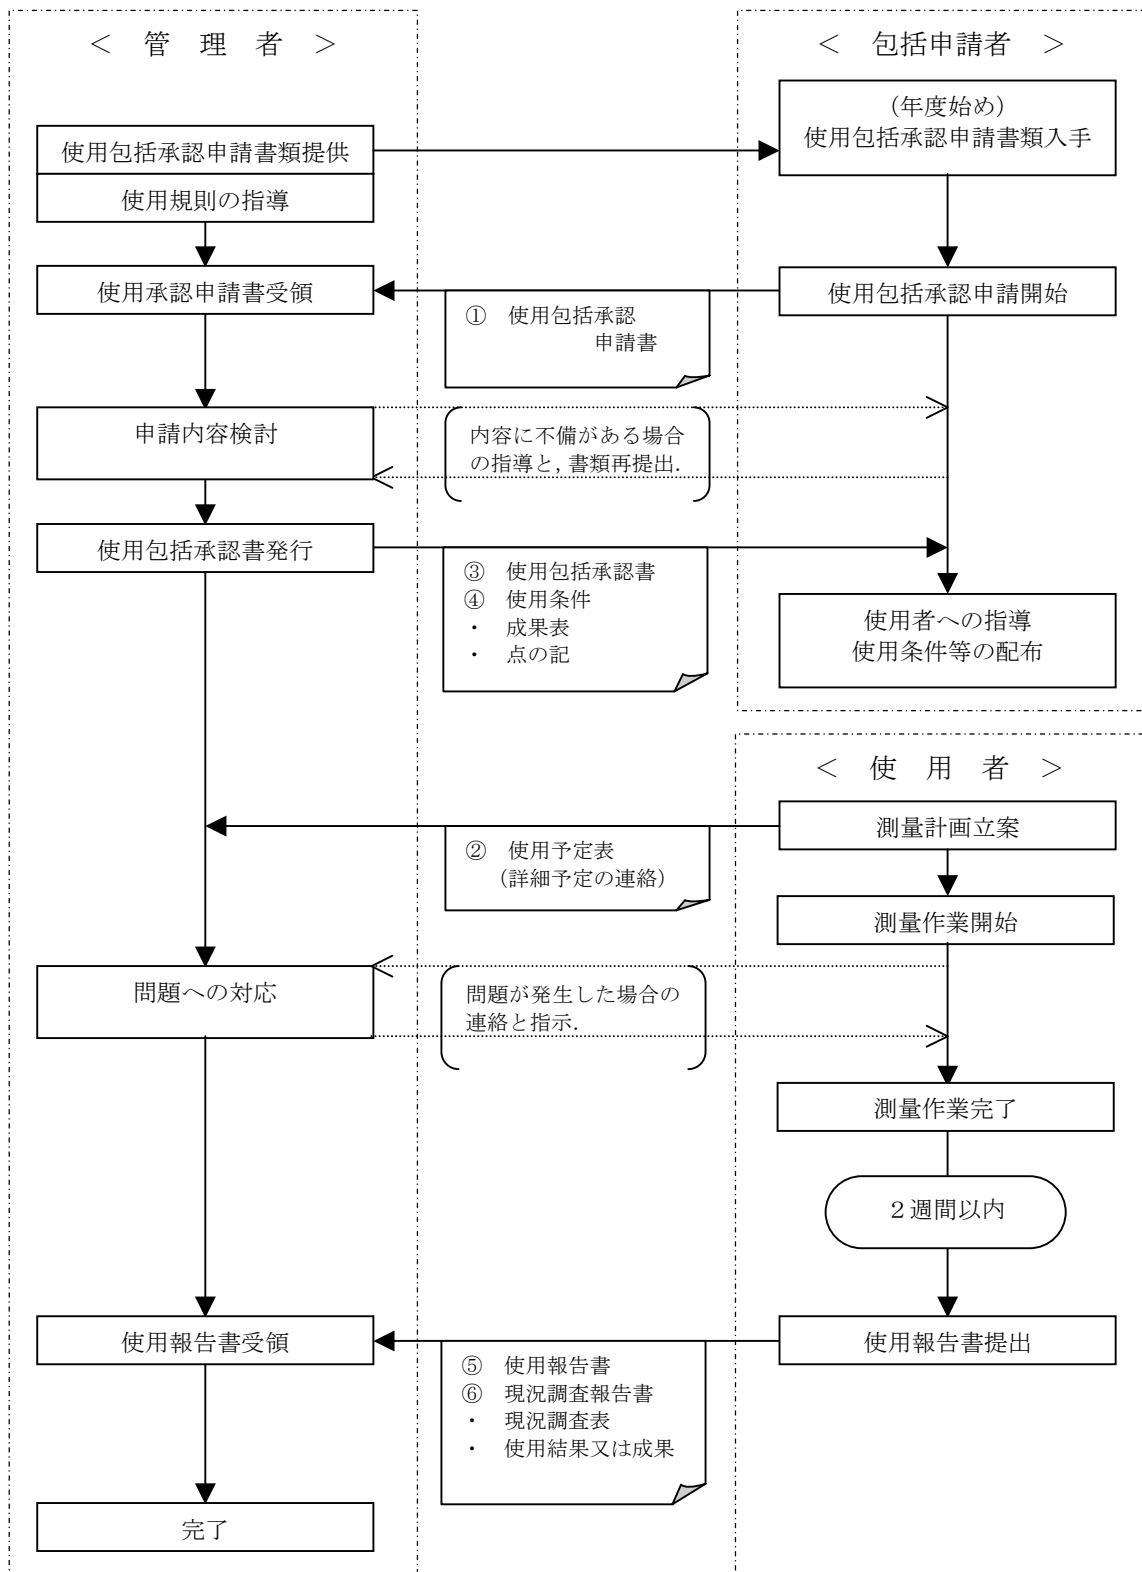 ＜　管　理　者　＞
＜　包括申請者　＞
（年度始め）
使用包括承認申請書類入手
使用包括承認申請書類提供
使用規則の指導
使用承認申請書受領
使用包括承認申請開始
①　使用包括承認
申請書
申請内容検討
内容に不備がある場合
の指導と，書類再提出．
使用包括承認書発行
③　使用包括承認書
④　使用条件
・　成果表
・　点の記
使用者への指導
使用条件等の配布
＜　使　用　者　＞
測量計画立案
②　使用予定表
（詳細予定の連絡）
測量作業開始
問題への対応
問題が発生した場合の
連絡と指示．
測量作業完了
２週間以内
使用報告書受領
使用報告書提出
⑤　使用報告書
⑥　現況調査報告書
・　現況調査表
・　使用結果又は成果
完了